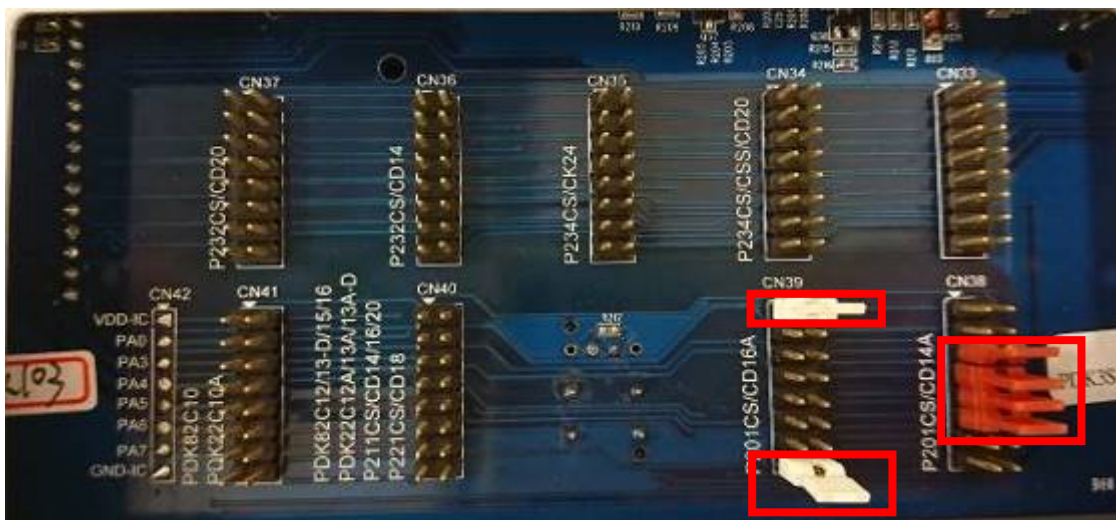 CN37
CN36
CN35
CN34
CN33
P232CS/CD20
P232CS/CD14
P234CS/CK24
P234CS/CSS/CD20
CN42
CN41
CN40
CN39
CN38
VDD-IC
PA0
PA3
PA4
PA5
PA6
PA7
GND-IC
PDK82C10
PDK22C10A
PDK82C12/13-D/15/16
PDK22C12A/13A/13A-D
P211CS/CD14/16/20
P221CS/CD18
P201CS/CD16A
P201CS/CD14A